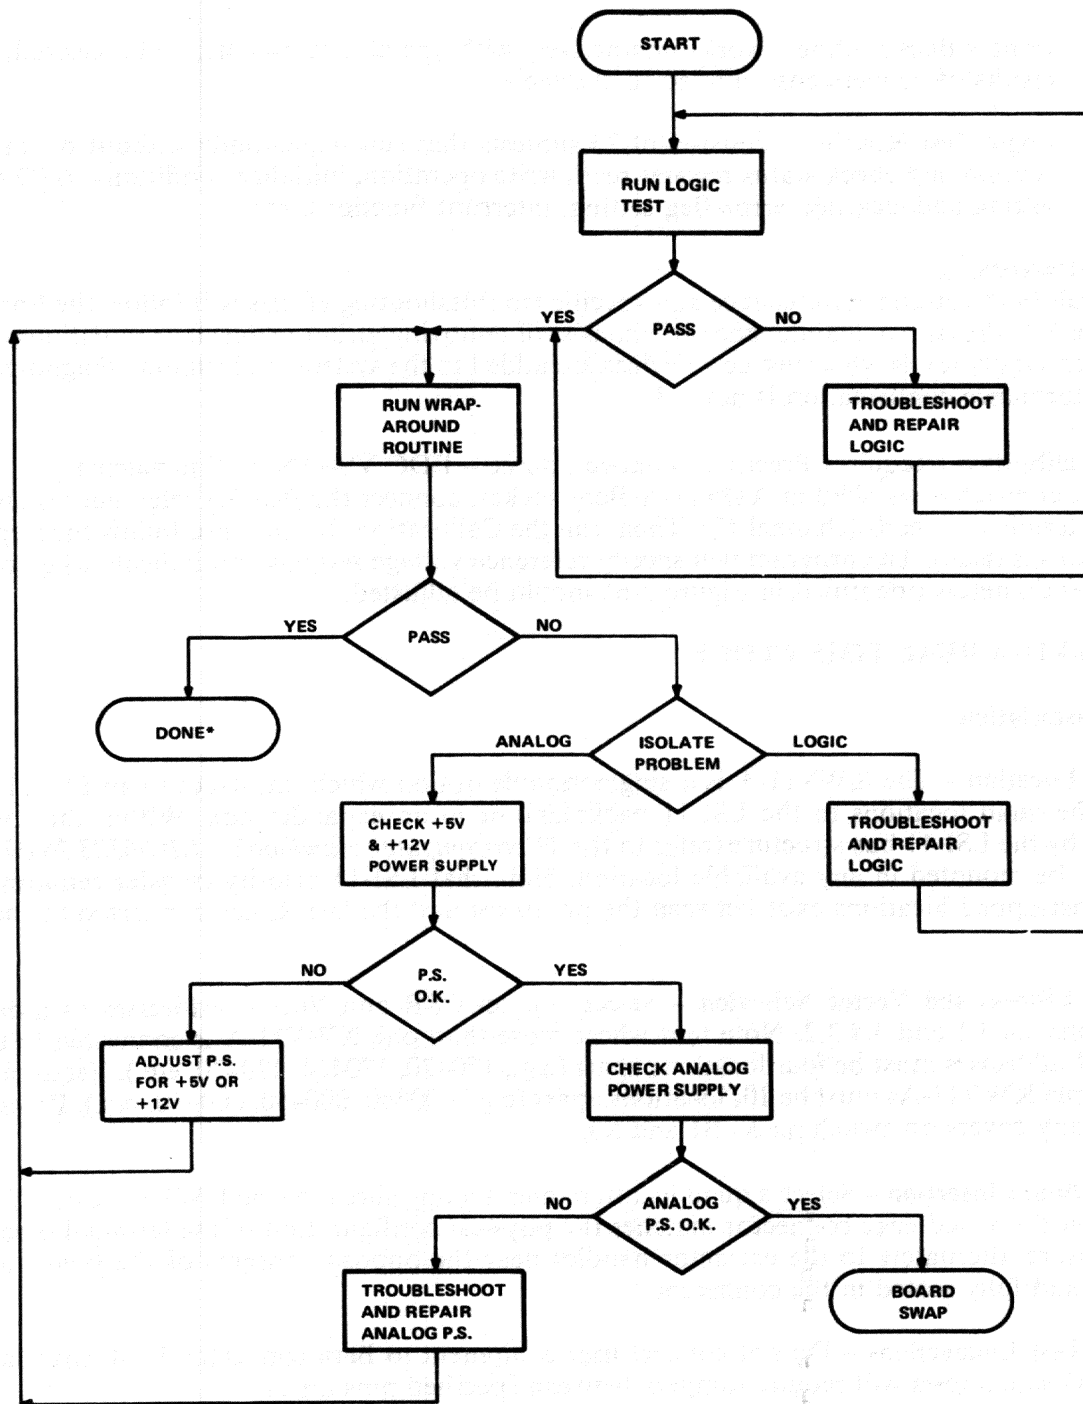 START
RUN LOGIC
TEST
YES
PASS
NO
RUN WRAP-
AROUND
ROUTINE
TROUBLESHOOT
AND REPAIR
LOGIC
YES
PASS
NO
DONE*
ANALOG
ISOLATE
PROBLEM
LOGIC
CHECK +5V
& +12V
POWER SUPPLY
TROUBLESHOOT
AND REPAIR
LOGIC
NO
P.S.
O.K.
YES
ADJUST P.S.
FOR +5V OR
+12V
CHECK ANALOG
POWER SUPPLY
NO
ANALOG
P.S. O.K.
YES
TROUBLESHOOT
AND REPAIR
ANALOG P.S.
BOARD
SWAP